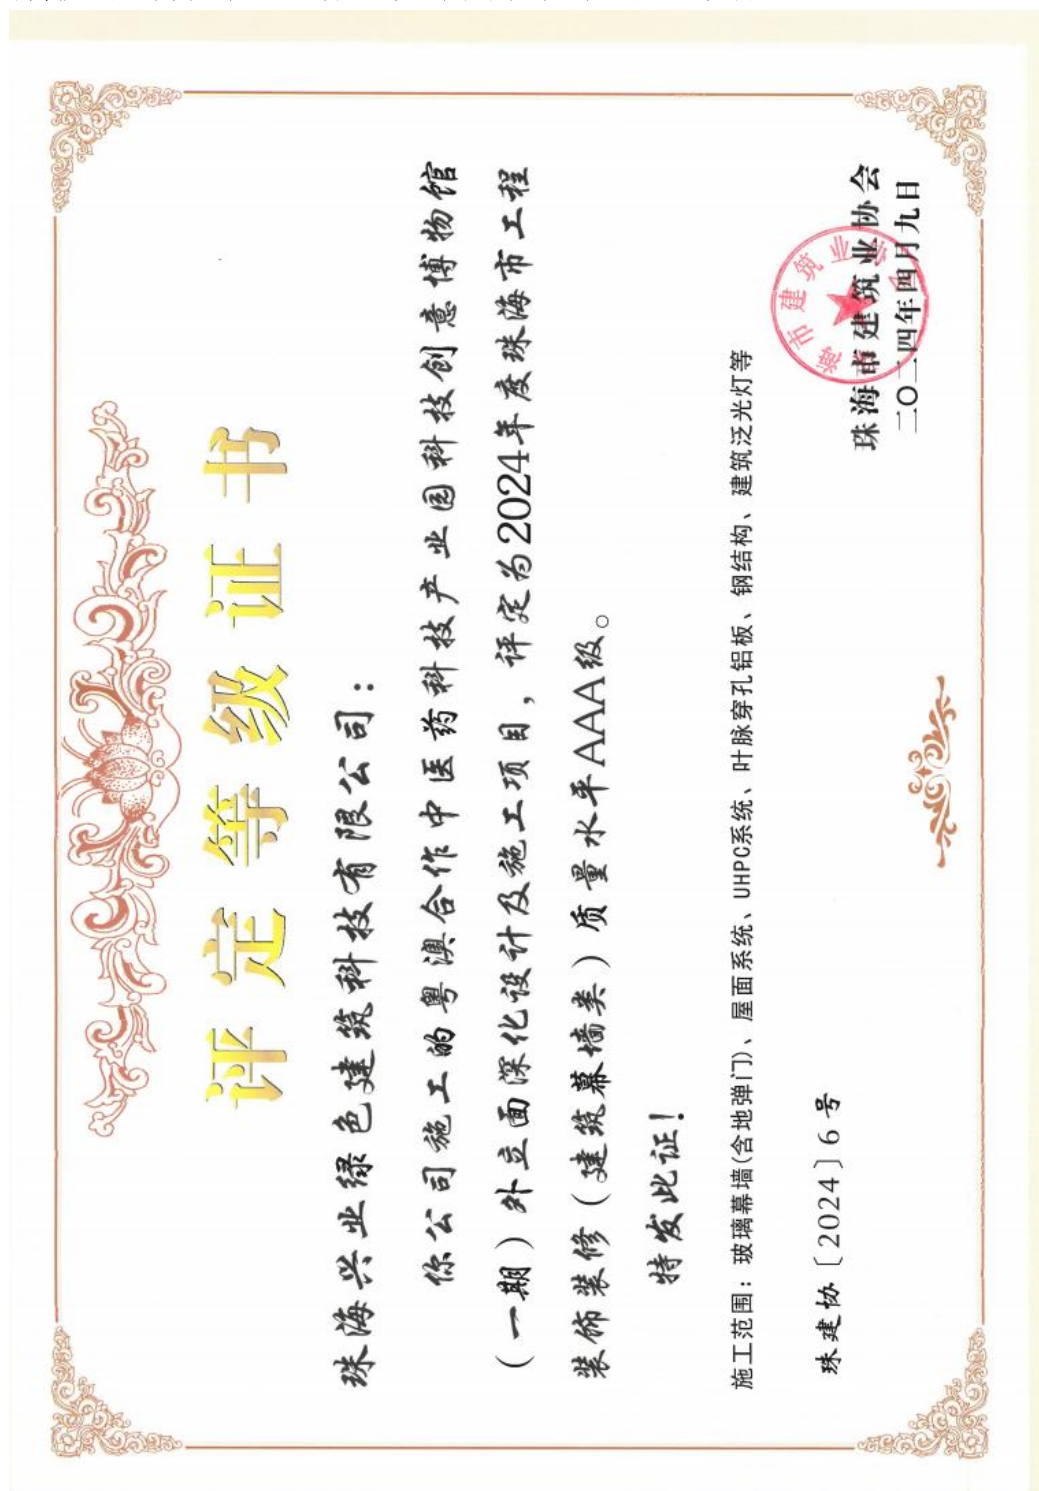 评定等级证书
珠海兴业绿色建筑科技有限公司：
你公司施工的粤澳合作中医药科技产业园科技创意博物馆
（一期）外立面深化设计及施工项目，评定为2024年度珠海市工程
装饰装修（建筑幕墙类）质量水平AAA级。
特发此证！
施工范围：玻璃幕墙(含地弹门)、屋面系统、UHPC系统、叶脉穿孔铝板、钢结构、建筑泛光灯等
珠建协〔2024〕6号
珠海市建筑业协会
二〇二四年四月九日